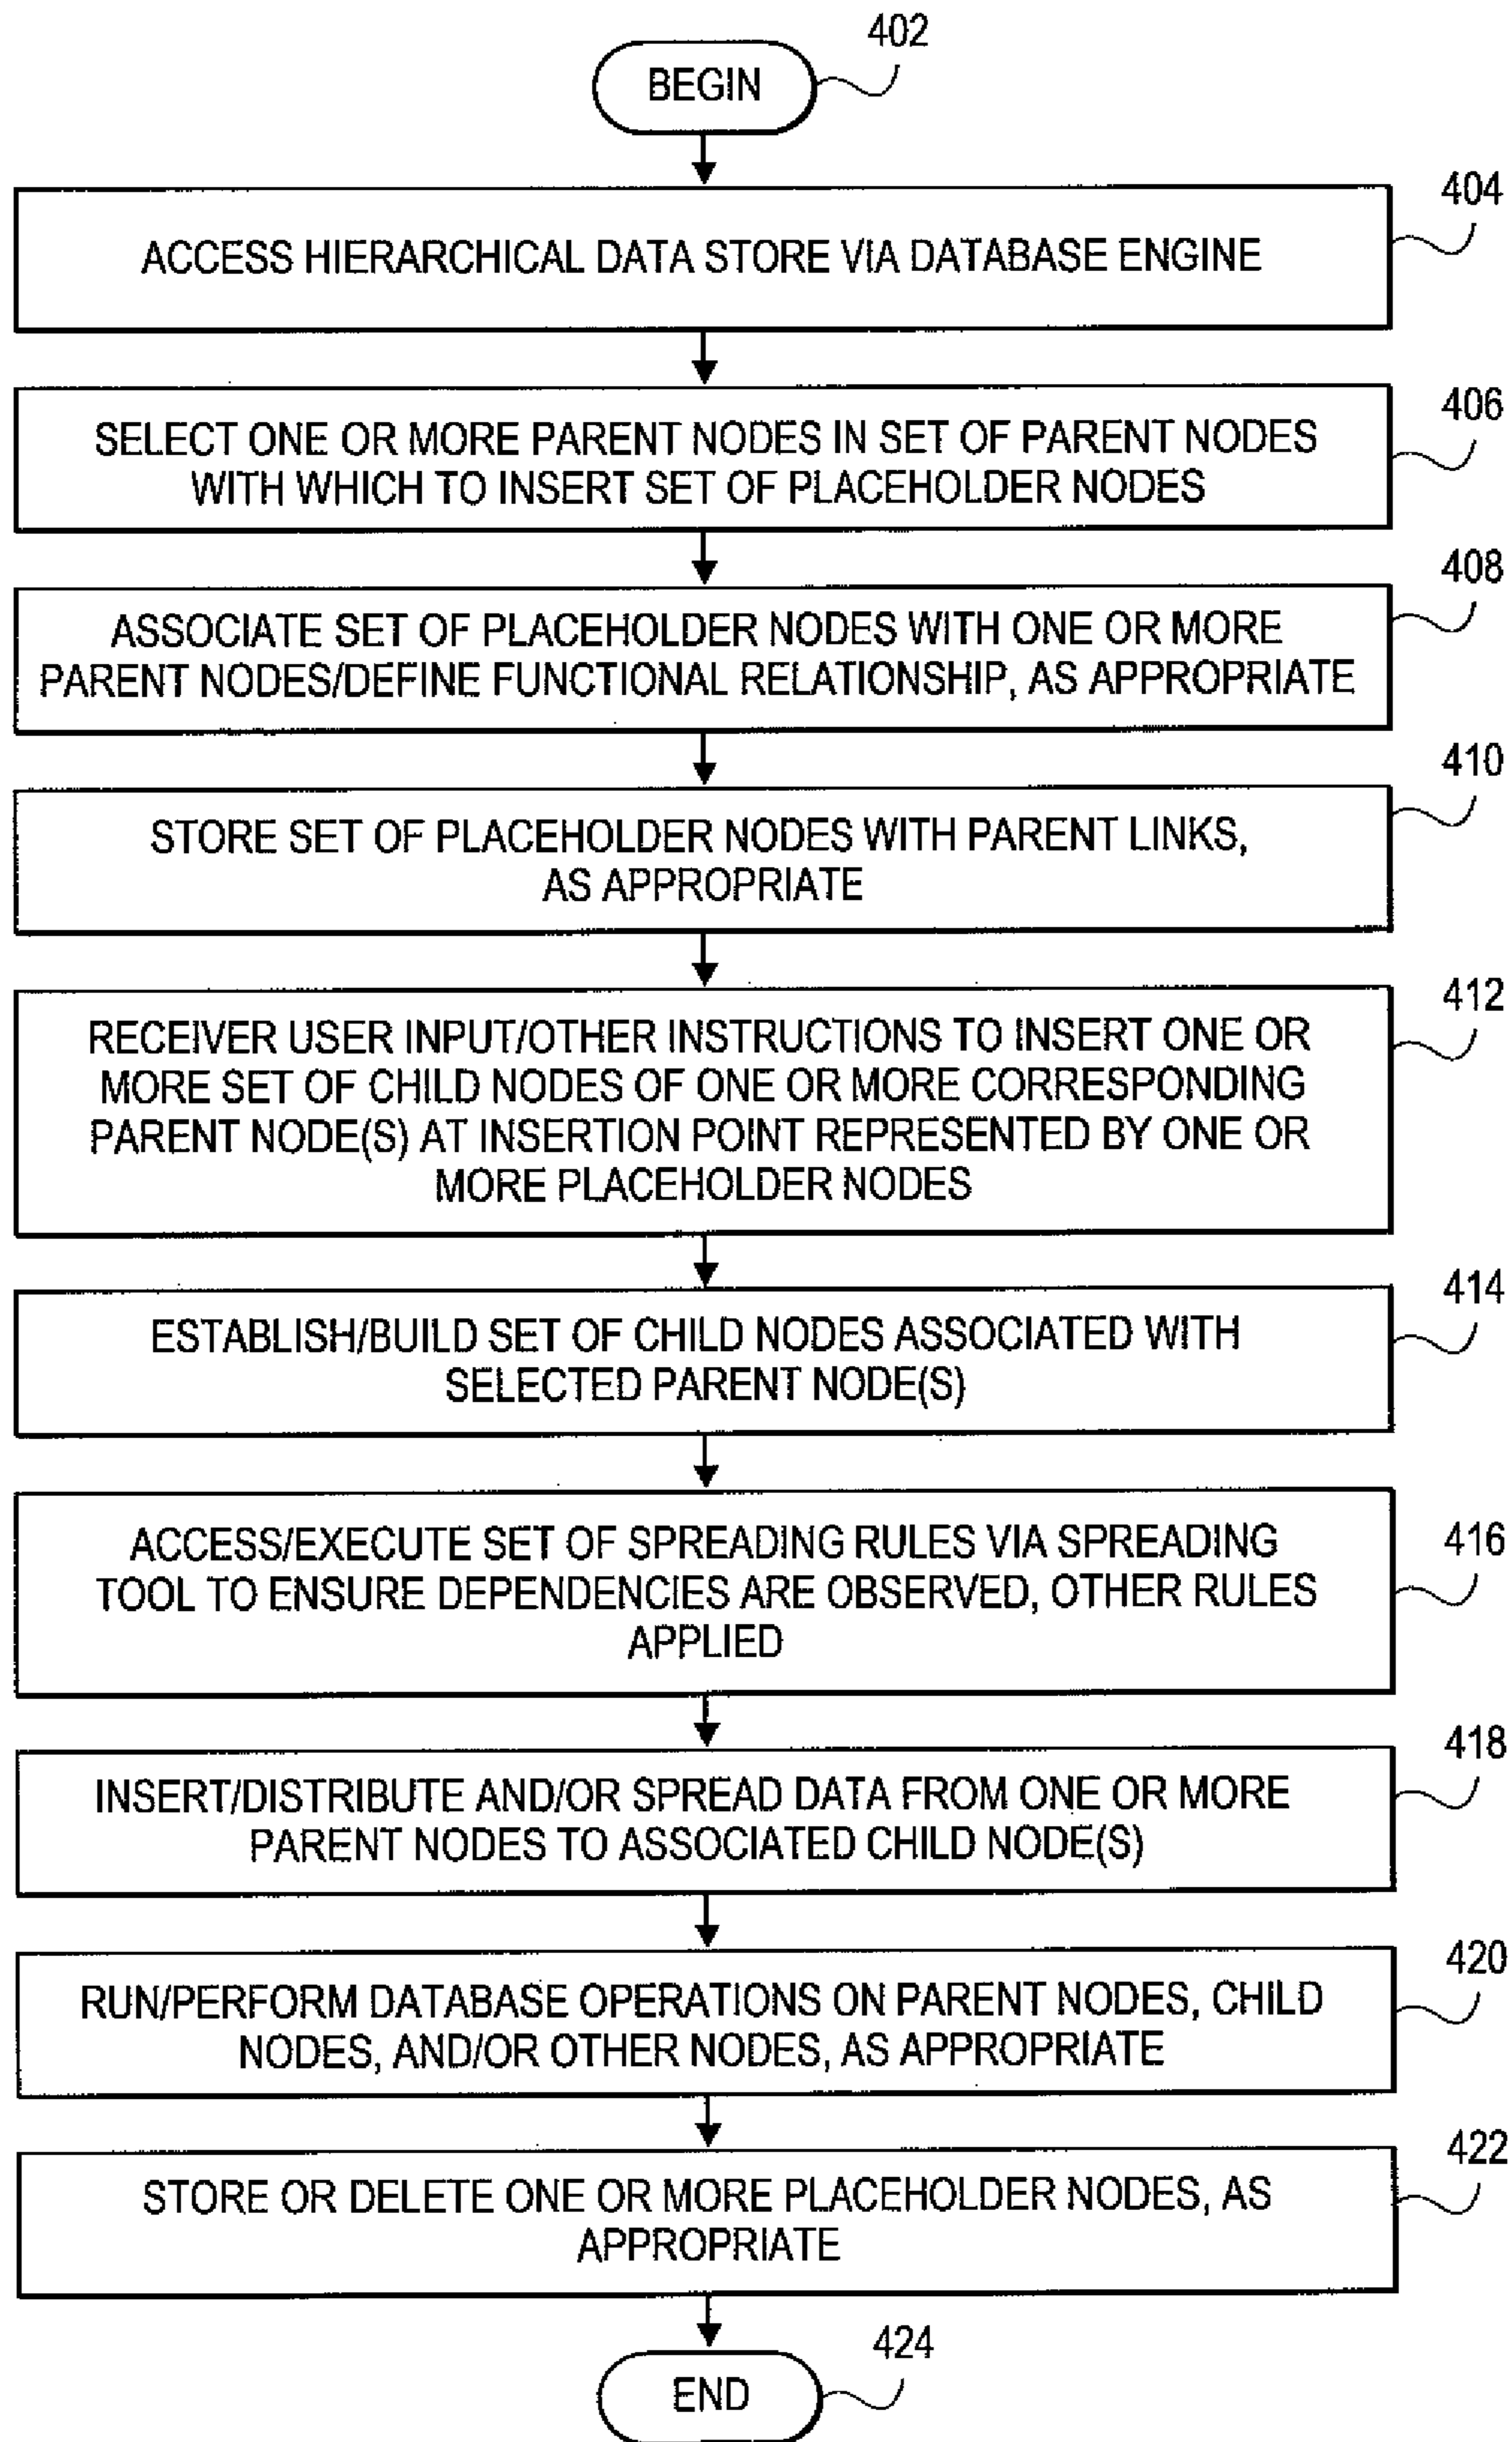 402
BEGIN
404
ACCESS HIERARCHICAL DATA STORE VIA DATABASE ENGINE
406
SELECT ONE OR MORE PARENT NODES IN SET OF PARENT NODES
WITH WHICH TO INSERT SET OF PLACEHOLDER NODES
408
ASSOCIATE SET OF PLACEHOLDER NODES WITH ONE OR MORE
PARENT NODES/DEFINE FUNCTIONAL RELATIONSHIP, AS APPROPRIATE
410
STORE SET OF PLACEHOLDER NODES WITH PARENT LINKS,
AS APPROPRIATE
412
RECEIVER USER INPUT/OTHER INSTRUCTIONS TO INSERT ONE OR
MORE SET OF CHILD NODES OF ONE OR MORE CORRESPONDING
PARENT NODE(S) AT INSERTION POINT REPRESENTED BY ONE OR
MORE PLACEHOLDER NODES
414
ESTABLISH/BUILD SET OF CHILD NODES ASSOCIATED WITH
SELECTED PARENT NODE(S)
416
ACCESS/EXECUTE SET OF SPREADING RULES VIA SPREADING
TOOL TO ENSURE DEPENDENCIES ARE OBSERVED, OTHER RULES
APPLIED
418
INSERT/DISTRIBUTE AND/OR SPREAD DATA FROM ONE OR MORE
PARENT NODES TO ASSOCIATED CHILD NODE(S)
420
RUN/PERFORM DATABASE OPERATIONS ON PARENT NODES, CHILD
NODES, AND/OR OTHER NODES, AS APPROPRIATE
422
STORE OR DELETE ONE OR MORE PLACEHOLDER NODES, AS
APPROPRIATE
424
END